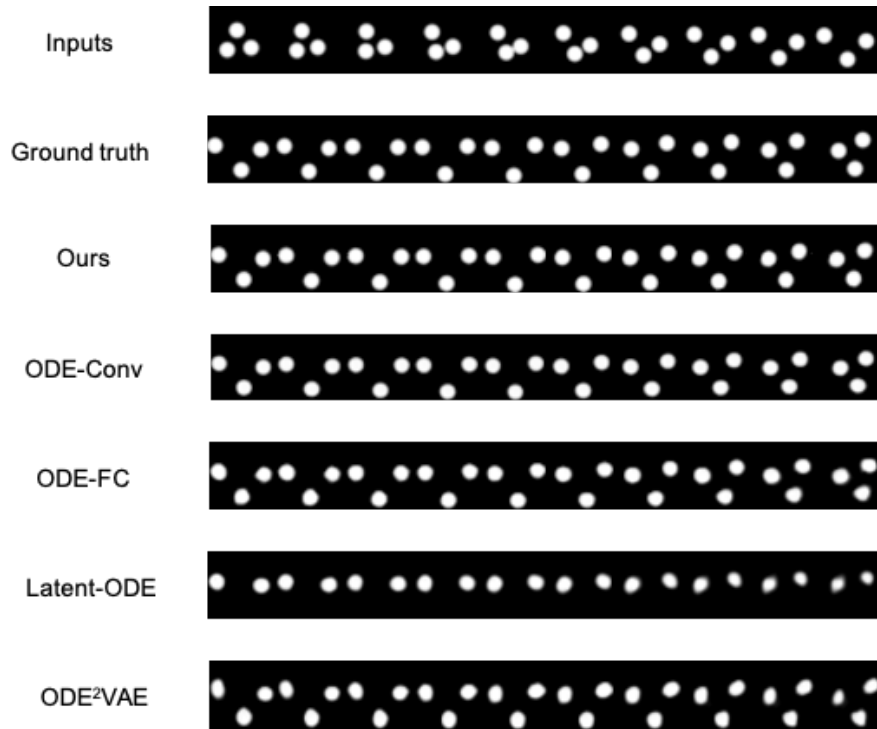 Inputs
Ground truth
Ours
ODE-Conv
ODE-FC
Latent-ODE
ODE²VAE